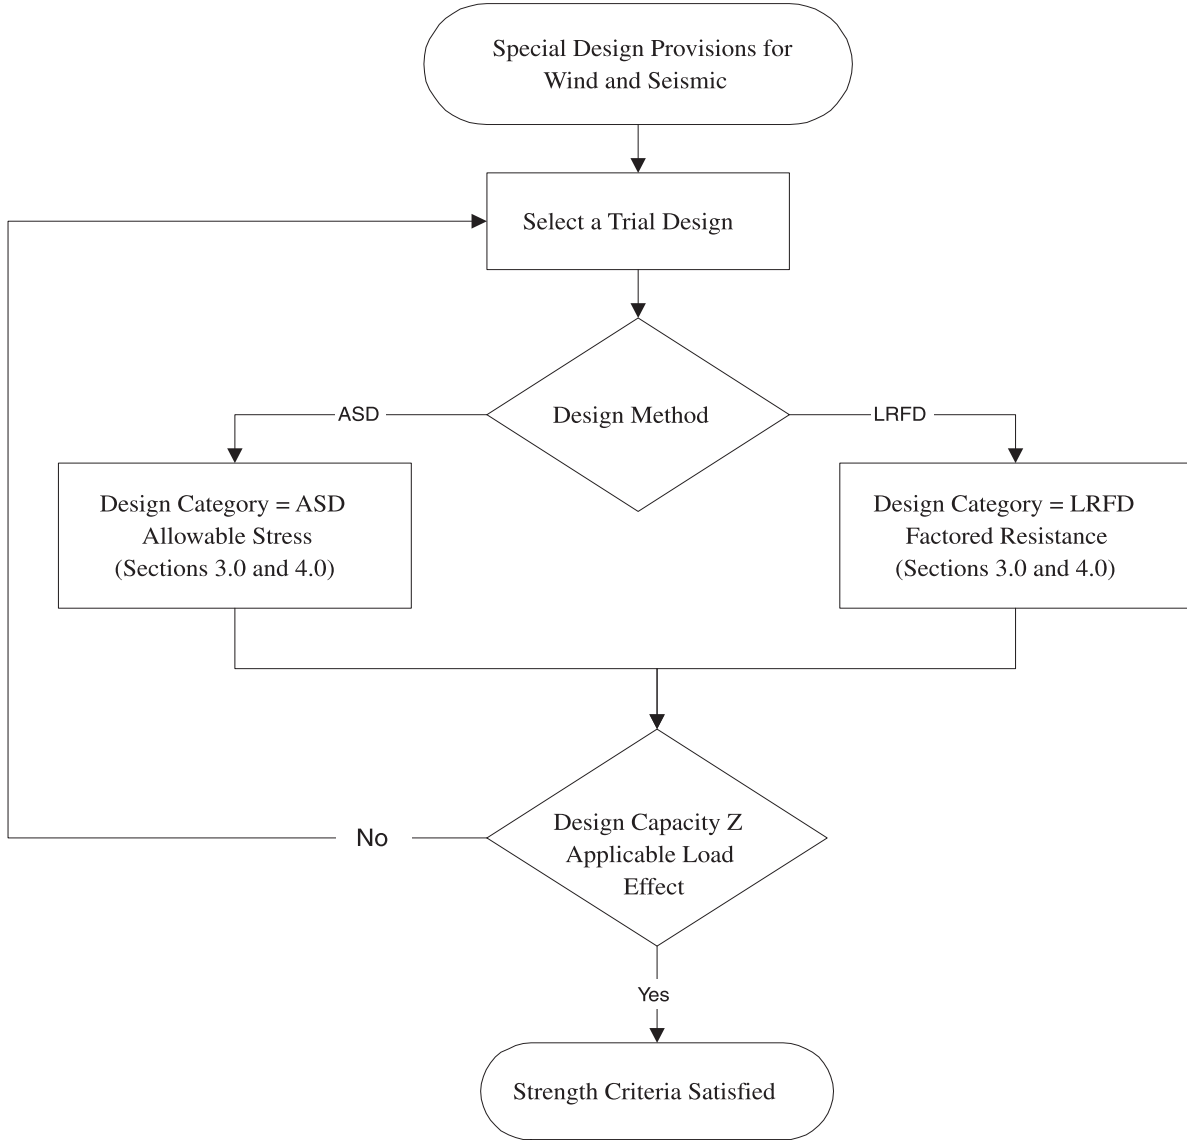 Special Design Provisions for
Wind and Seismic
Select a Trial Design
Design Method
ASD
LRFD
Design Category = ASD
Allowable Stress
(Sections 3.0 and 4.0)
Design Category = LRFD
Factored Resistance
(Sections 3.0 and 4.0)
Design Capacity Z
Applicable Load
Effect
No
Yes
Strength Criteria Satisfied